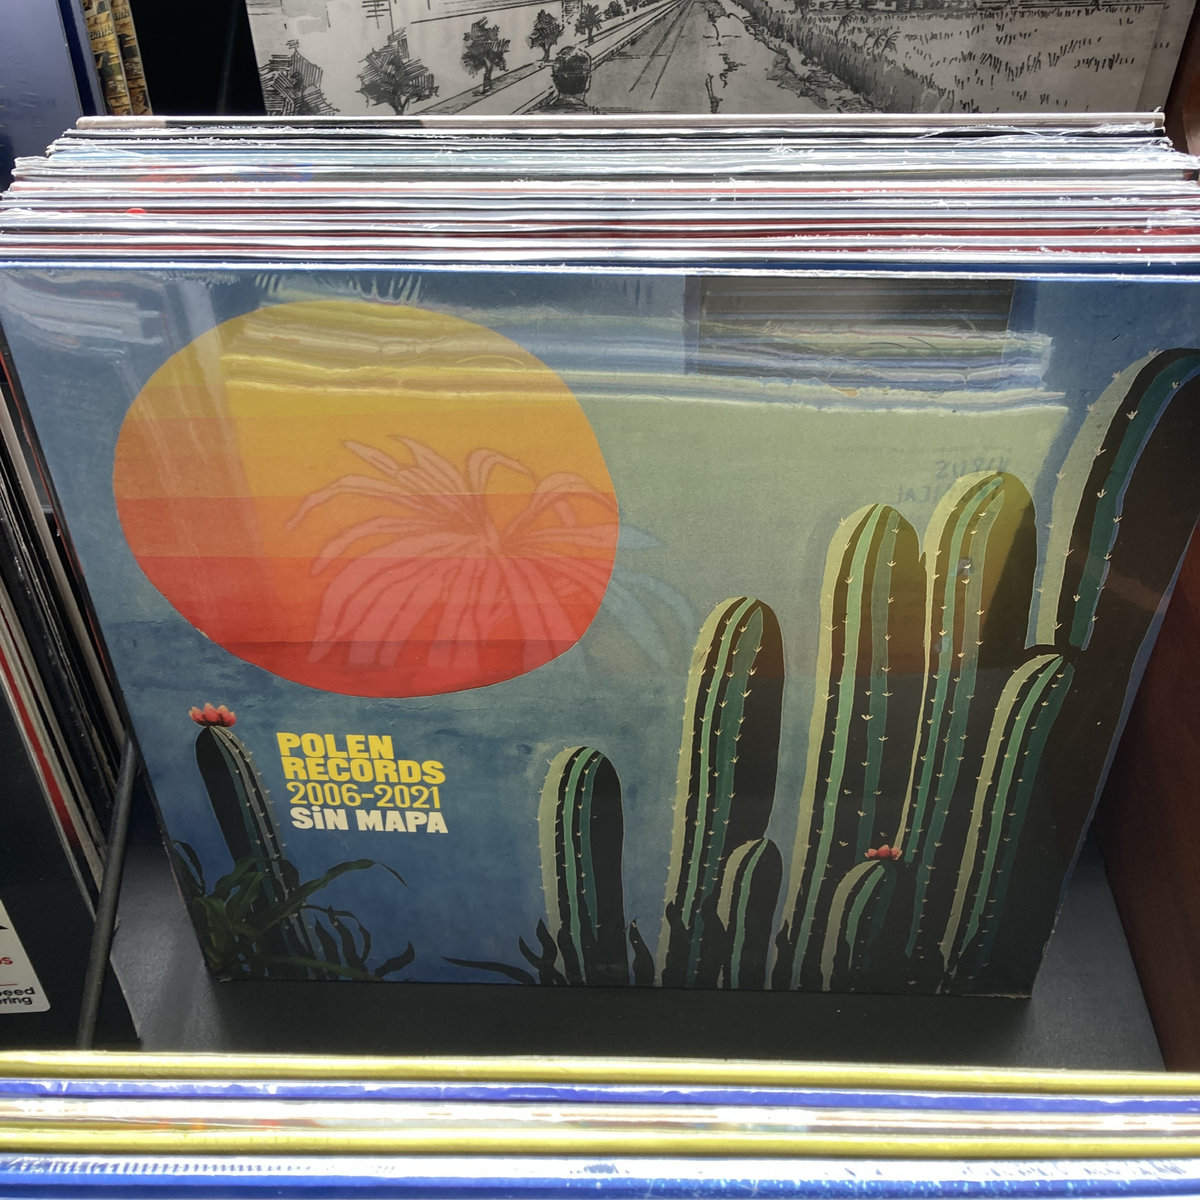 POLEN
RECORDS
2006-2021
SiN MAPA